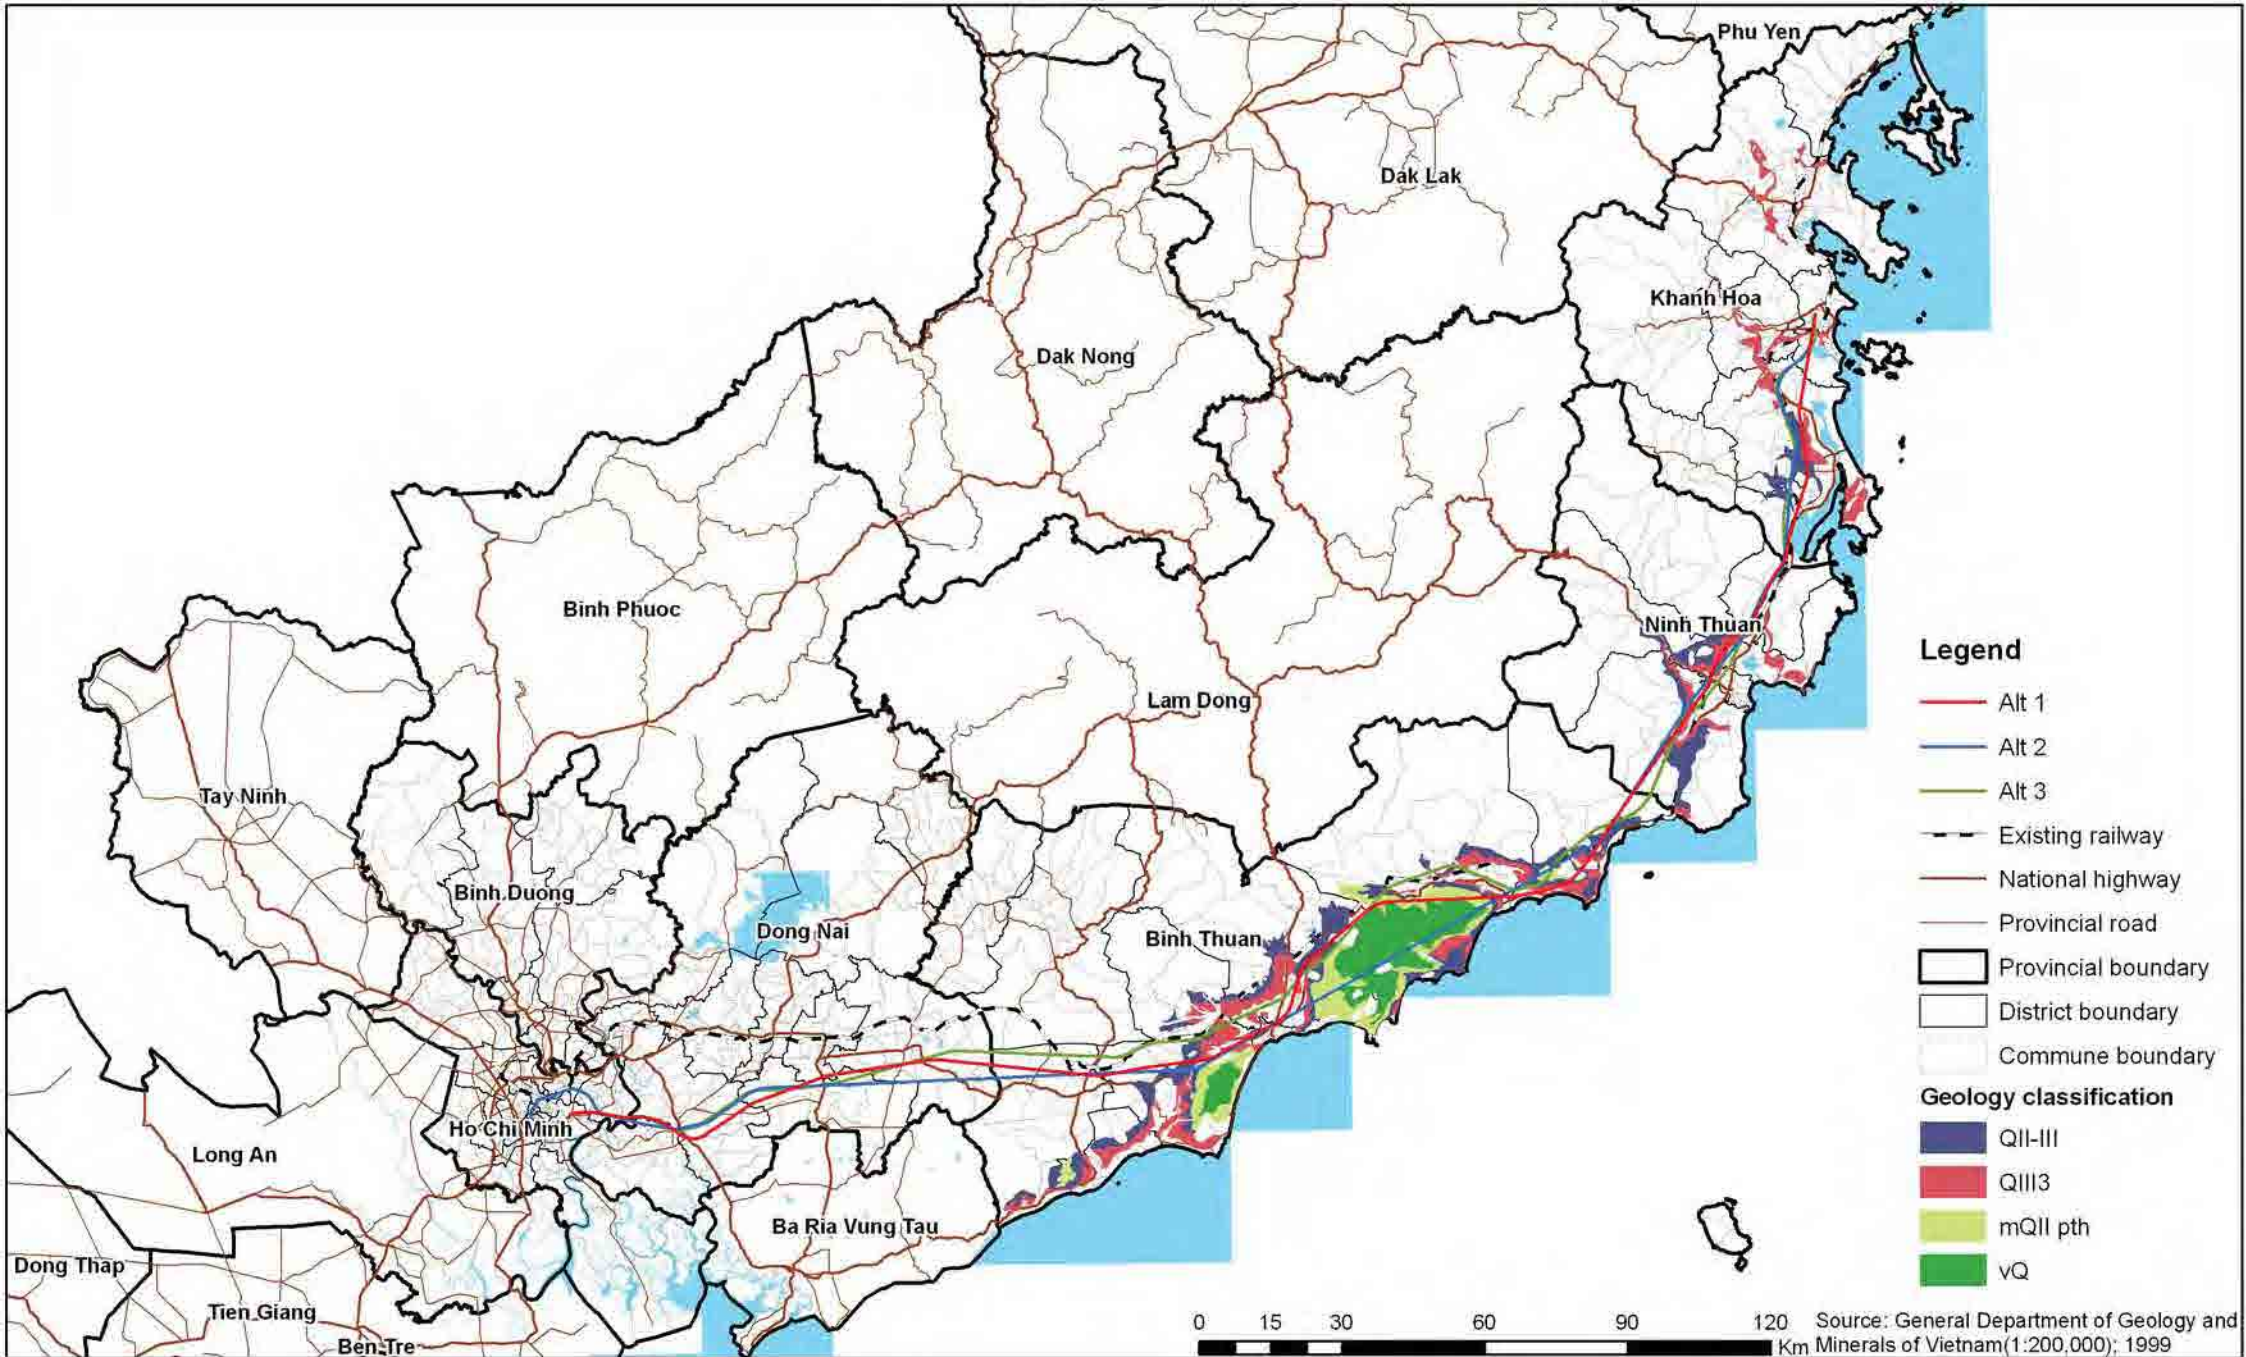 Phu Yen
Dak Lak
Khanh Hoa
Dak Nong
Binh Phuoc
Ninh Thuan
Lam Dong
Tay Ninh
Binh Duong
Dong Nai
Binh Thuan
Ho Chi Minh
Long An
Ba Ria Vung Tau
Dong Thap
Tien Giang
Ben Tre
Legend
Alt 1
Alt 2
Alt 3
Existing railway
National highway
Provincial road
Provincial boundary
District boundary
Commune boundary
Geology classification
QII-III
QIII3
mQII pth
vQ
0 15 30 60 90 120
Km
Source: General Department of Geology and
Minerals of Vietnam(1:200,000); 1999